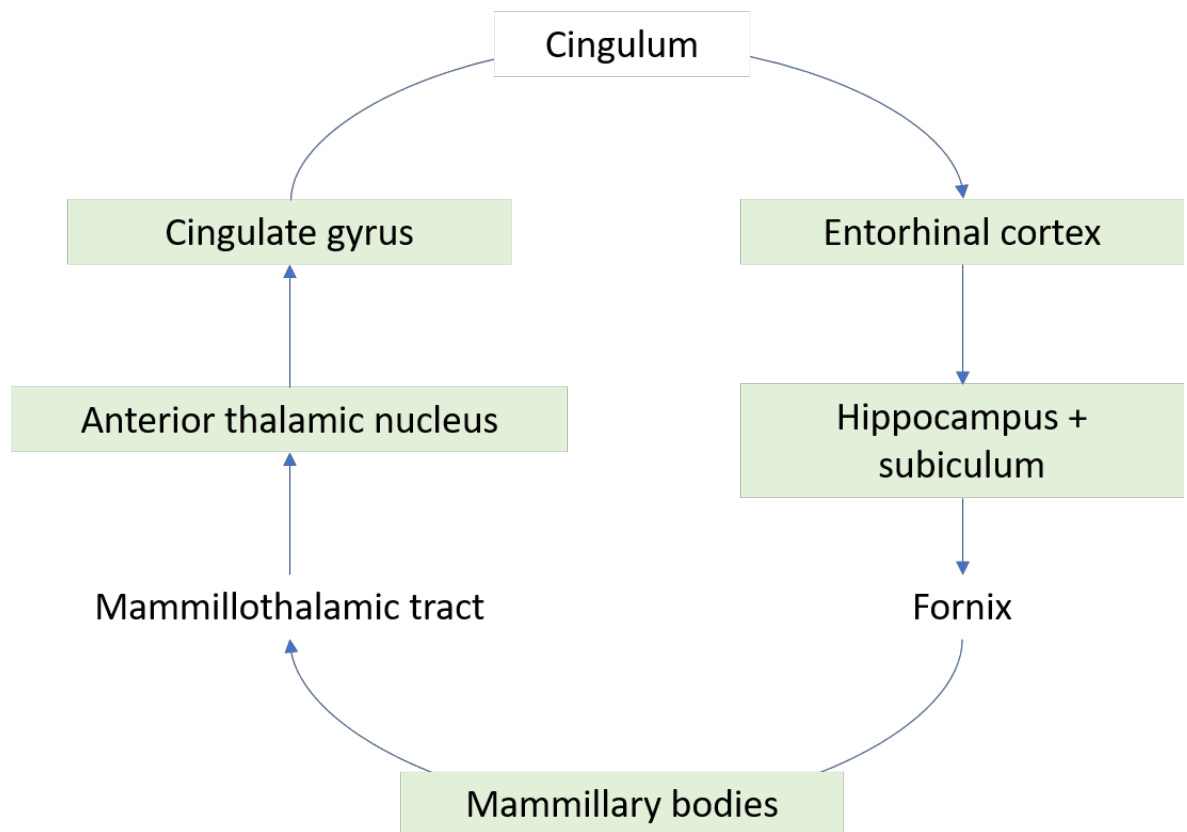 Cingulum
Cingulate gyrus
Entorhinal cortex
Anterior thalamic nucleus
Hippocampus +
subiculum
Mammillothalamic tract
Fornix
Mammillary bodies